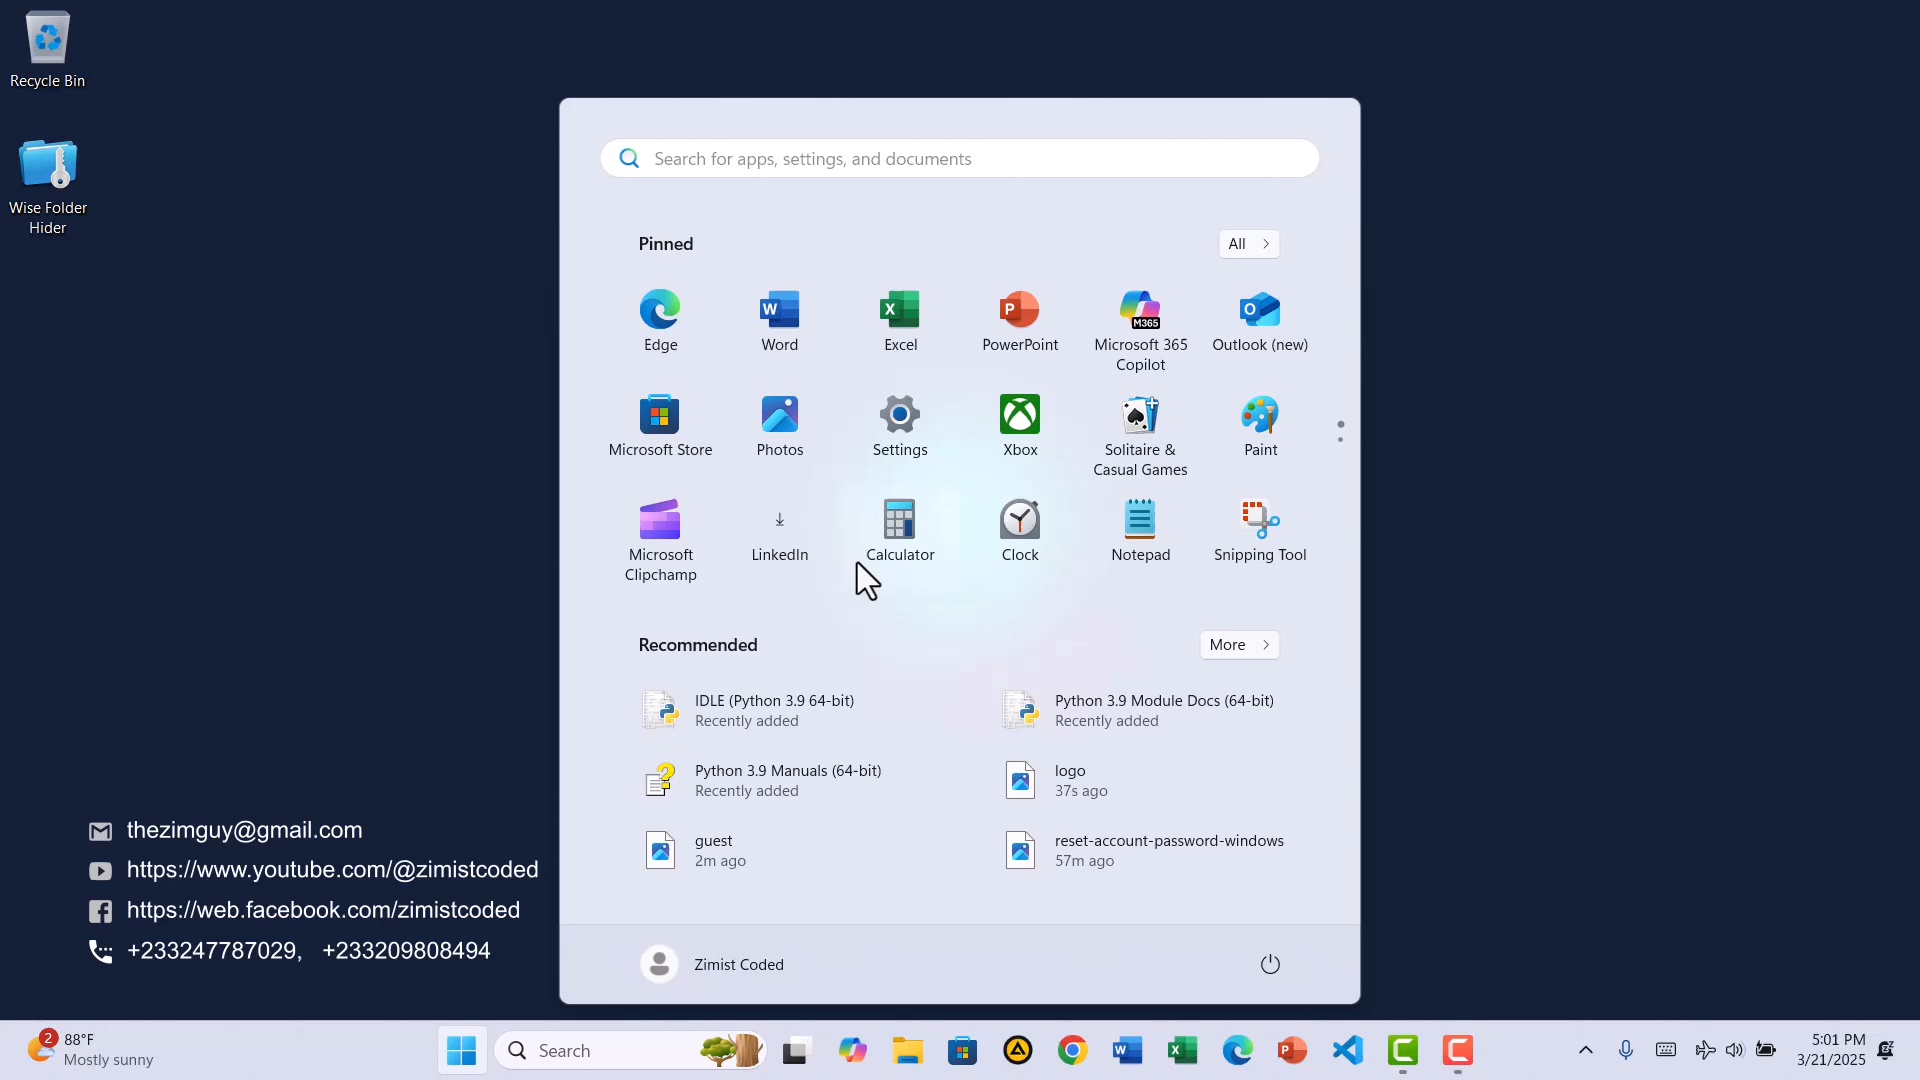 Recycle Bin
Wise Folder
Hider
Search for apps, settings, and documents
Pinned
All
Edge
Word
Excel
PowerPoint
M365
Microsoft 365
Copilot
Outlook (new)
Microsoft Store
Photos
Settings
Xbox
Solitaire &
Casual Games
Paint
Microsoft
Clipchamp
LinkedIn
Calculator
Clock
Notepad
Snipping Tool
Recommended
More
IDLE (Python 3.9 64-bit)
Recently added
Python 3.9 Module Docs (64-bit)
Recently added
Python 3.9 Manuals (64-bit)
Recently added
logo
37s ago
guest
2m ago
reset-account-password-windows
57m ago
Zimist Coded
thezimguy@gmail.com
https://www.youtube.com/@zimistcoded
https://web.facebook.com/zimistcoded
+233247787029, +233209808494
2
88°F
Mostly sunny
Search
5:01 PM
3/21/2025